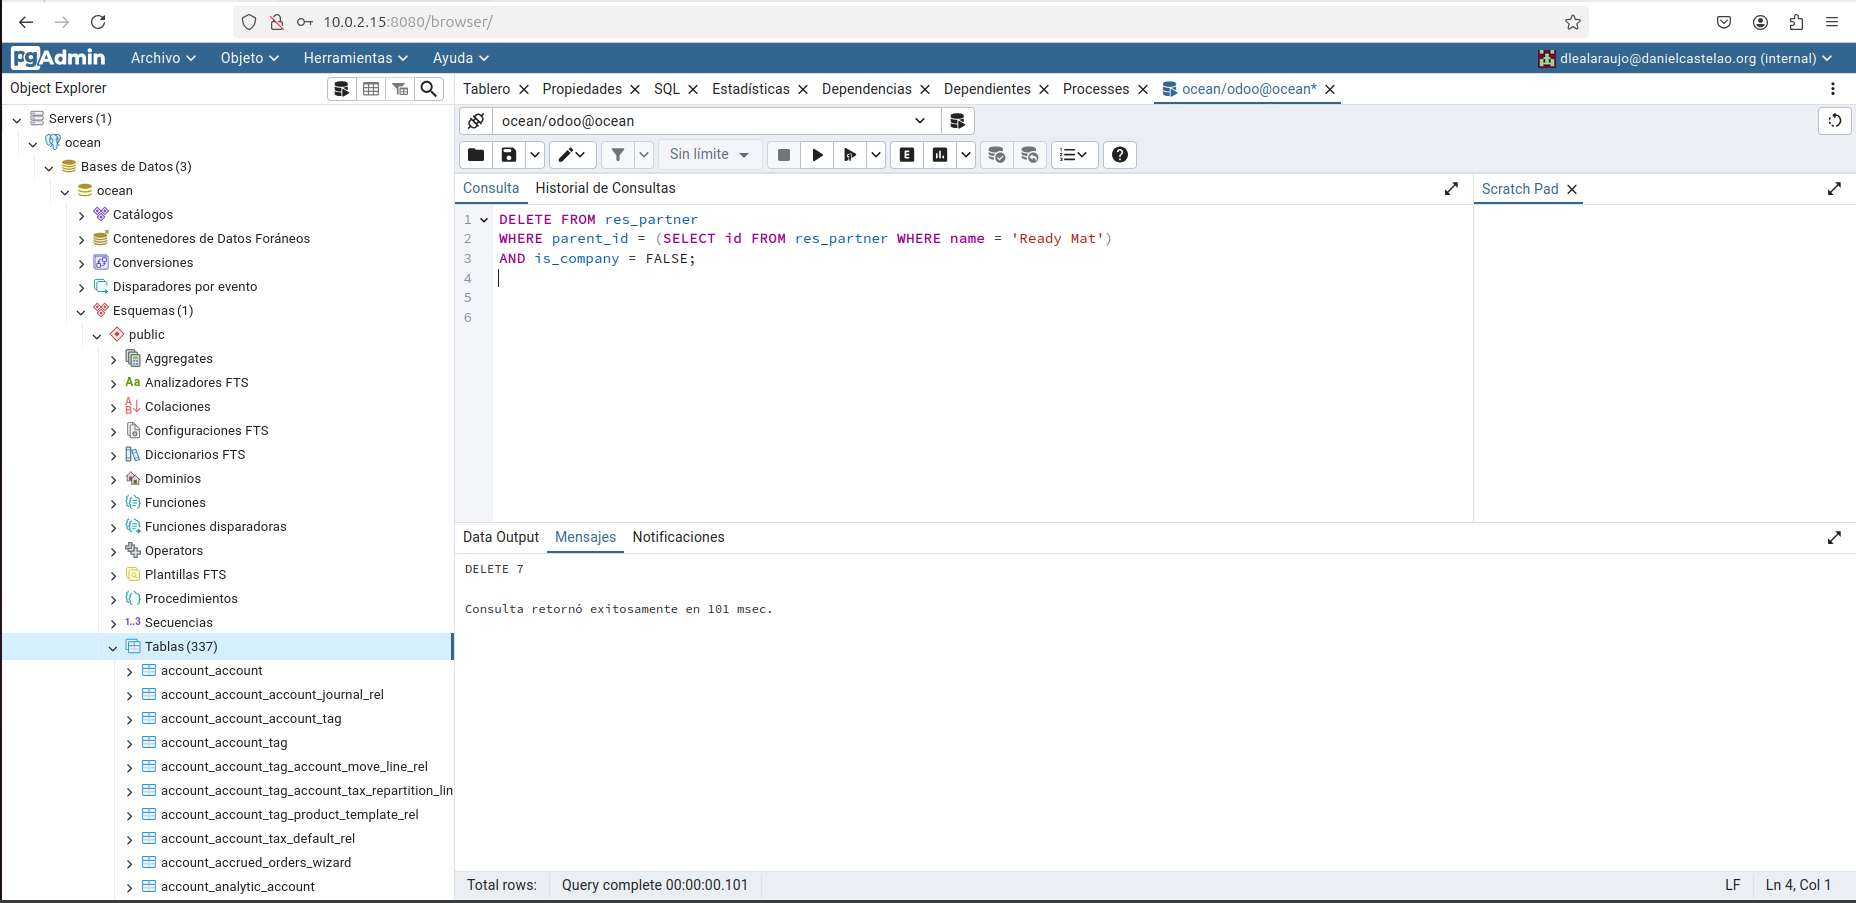 10.0.2.15:8080/browser/
pgAdmin Archivo Objeto Herramientas Ayuda dlealaraujo@danielcastelao.org (internal)
Object Explorer
Tablero Propiedades SQL Estadísticas Dependencias Dependientes Processes ocean/odoo@ocean*
ocean/odoo@ocean
Sin límite
E
Consulta Historial de Consultas
Scratch Pad
Servers (1)
ocean
Bases de Datos (3)
ocean
Catálogos
Contenedores de Datos Foráneos
Conversiones
Disparadores por evento
Esquemas (1)
public
Aggregates
Aa Analizadores FTS
Colaciones
Configuraciones FTS
Diccionarios FTS
Dominios
Funciones
Funciones disparadoras
Operators
Plantillas FTS
Procedimientos
1..3 Secuencias
Tablas (337)
account_account
account_account_account_journal_rel
account_account_account_tag
account_account_tag
account_account_tag_account_move_line_rel
account_account_tag_account_tax_repartition_lin
account_account_tag_product_template_rel
account_account_tax_default_rel
account_accrued_orders_wizard
account_analytic_account
1 DELETE FROM res_partner
2 WHERE parent_id = (SELECT id FROM res_partner WHERE name = 'Ready Mat')
3 AND is_company = FALSE;
4
5
6
Data Output Mensajes Notificaciones
DELETE 7
Consulta retornó exitosamente en 101 msec.
Total rows: Query complete 00:00:00.101 LF Ln 4, Col 1